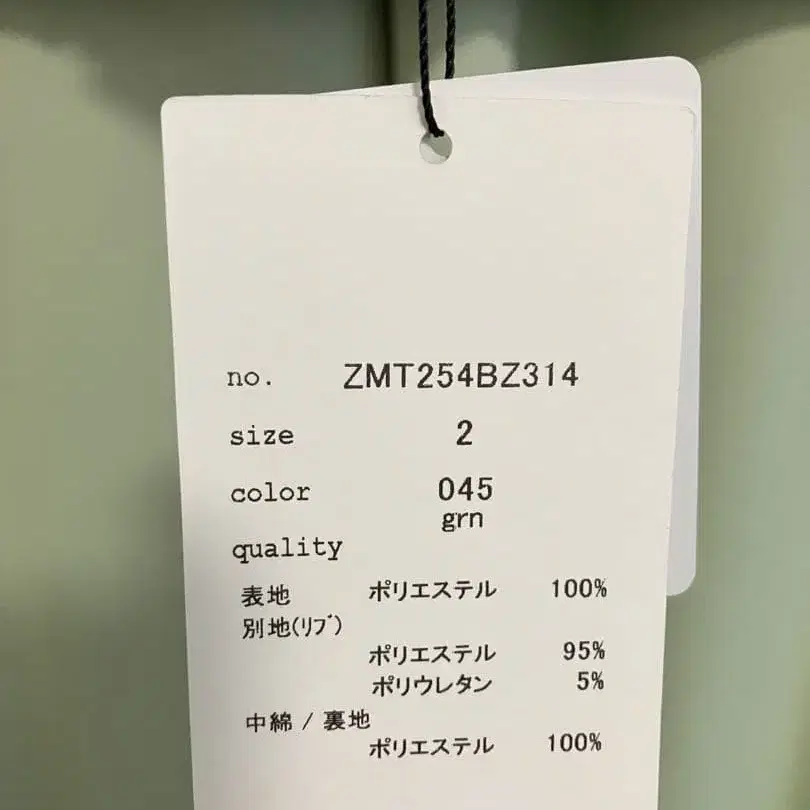 no. ZMT254BZ314
size 2
color 045
grn
quality
表地 ポリエステル 100%
別地(ﾘﾌﾞ)
ポリエステル 95%
ポリウレタン 5%
中綿 / 裏地
ポリエステル 100%